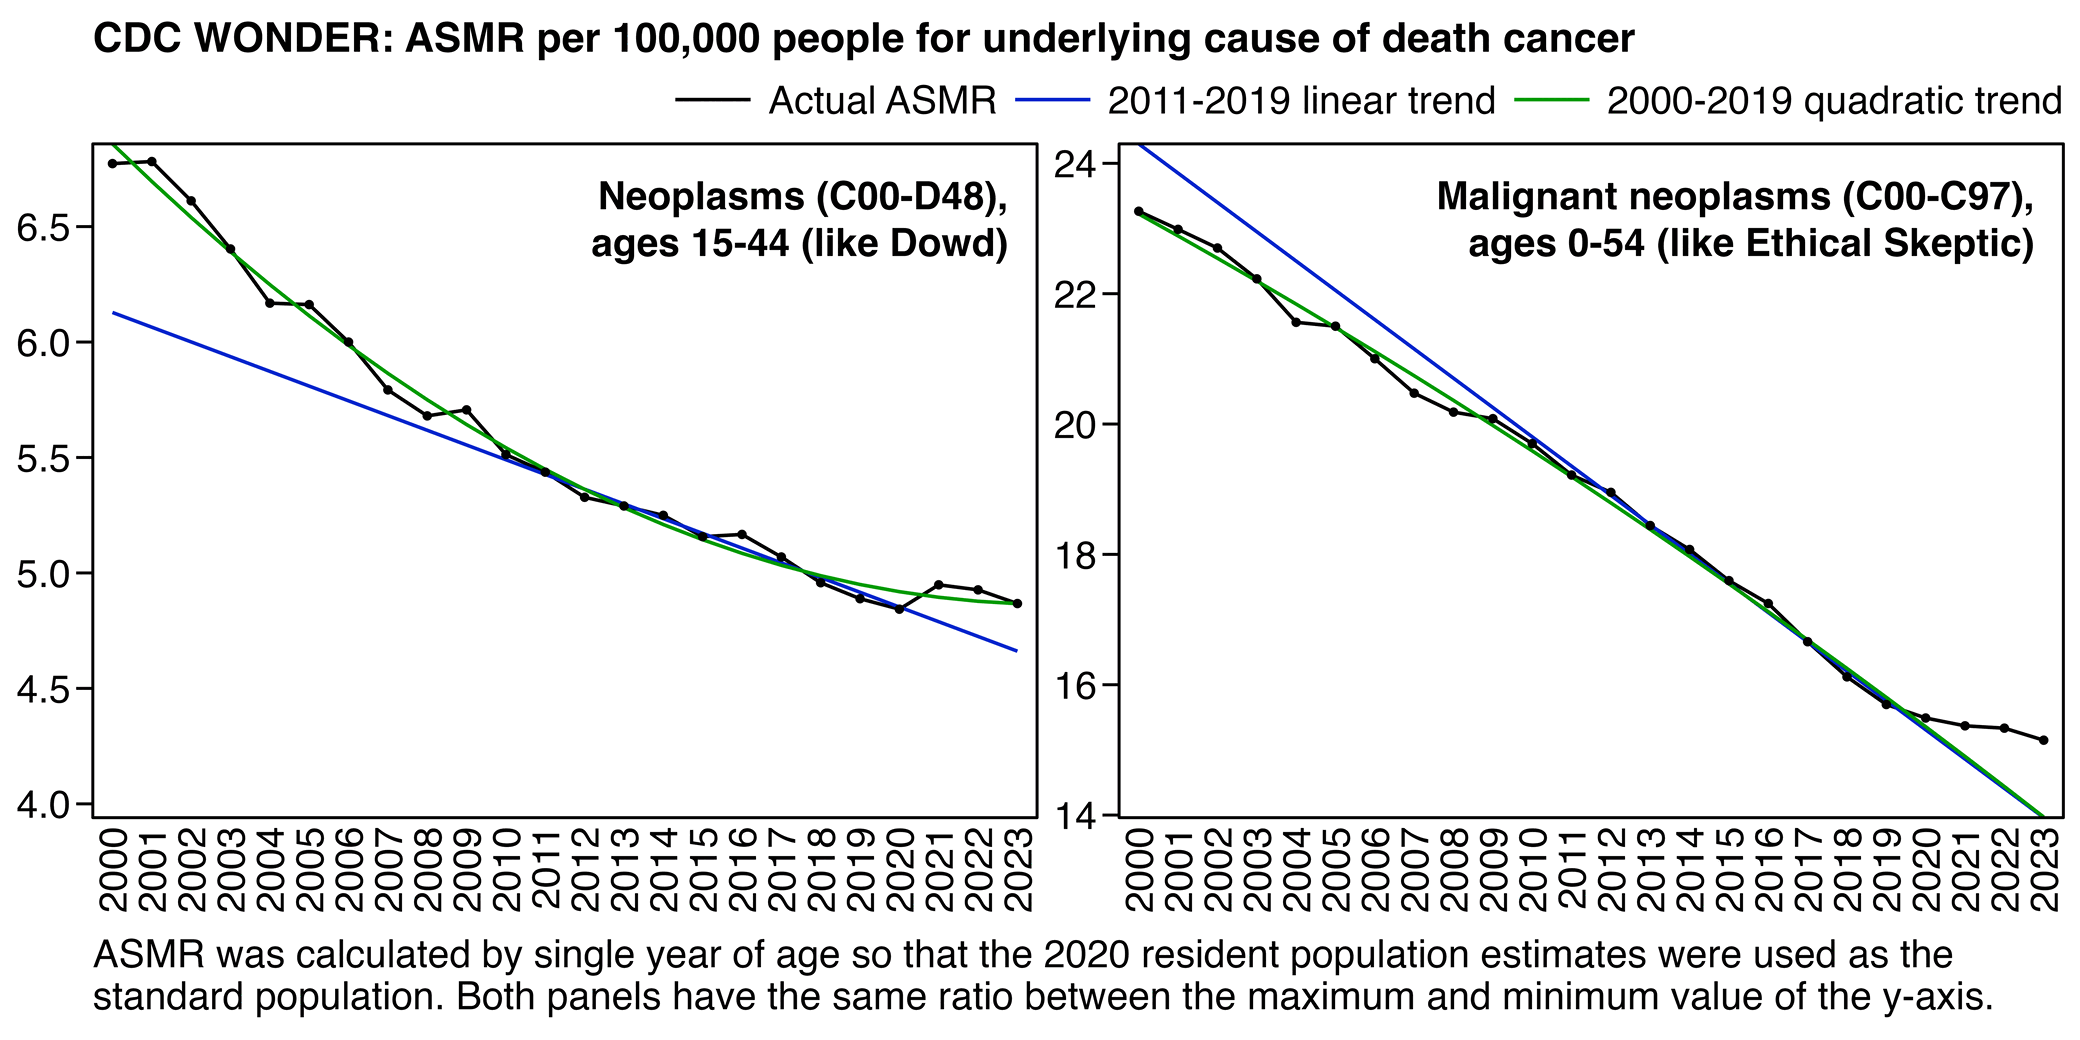 CDC WONDER: ASMR per 100,000 people for underlying cause of death cancer
Actual ASMR 2011-2019 linear trend 2000-2019 quadratic trend
Neoplasms (C00-D48),
ages 15-44 (like Dowd)
6.5
6.0
5.5
5.0
4.5
4.0
2000 2001 2002 2003 2004 2005 2006 2007 2008 2009 2010 2011 2012 2013 2014 2015 2016 2017 2018 2019 2020 2021 2022 2023
Malignant neoplasms (C00-C97),
ages 0-54 (like Ethical Skeptic)
24
22
20
18
16
14
2000 2001 2002 2003 2004 2005 2006 2007 2008 2009 2010 2011 2012 2013 2014 2015 2016 2017 2018 2019 2020 2021 2022 2023
ASMR was calculated by single year of age so that the 2020 resident population estimates were used as the
standard population. Both panels have the same ratio between the maximum and minimum value of the y-axis.